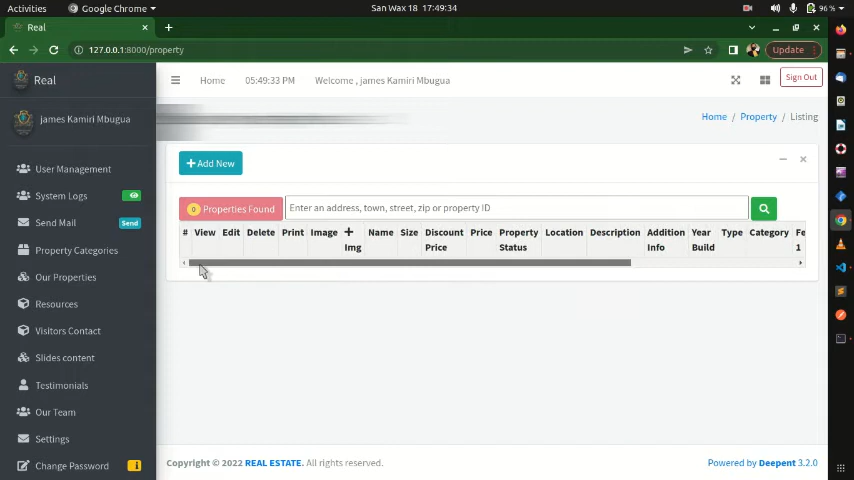 Activities
Google Chrome
San Wax 18 17:49:34
96 %
Real
127.0.0.1:8000/property
Update
Real
Home
05:49:33 PM
Welcome , james Kamiri Mbugua
Sign Out
james Kamiri Mbugua
Home / Property / Listing
User Management
System Logs
Send Mail
Send
Property Categories
Our Properties
Resources
Visitors Contact
Slides content
Testimonials
Our Team
Settings
Change Password
Add New
0 Properties Found
Enter an address, town, street, zip or property ID
# View Edit Delete Print Image + Img Name Size Discount Price Price Property Status Location Description Addition Info Year Build Type Category Fe 1
Copyright © 2022 REAL ESTATE. All rights reserved.
Powered by Deepent 3.2.0